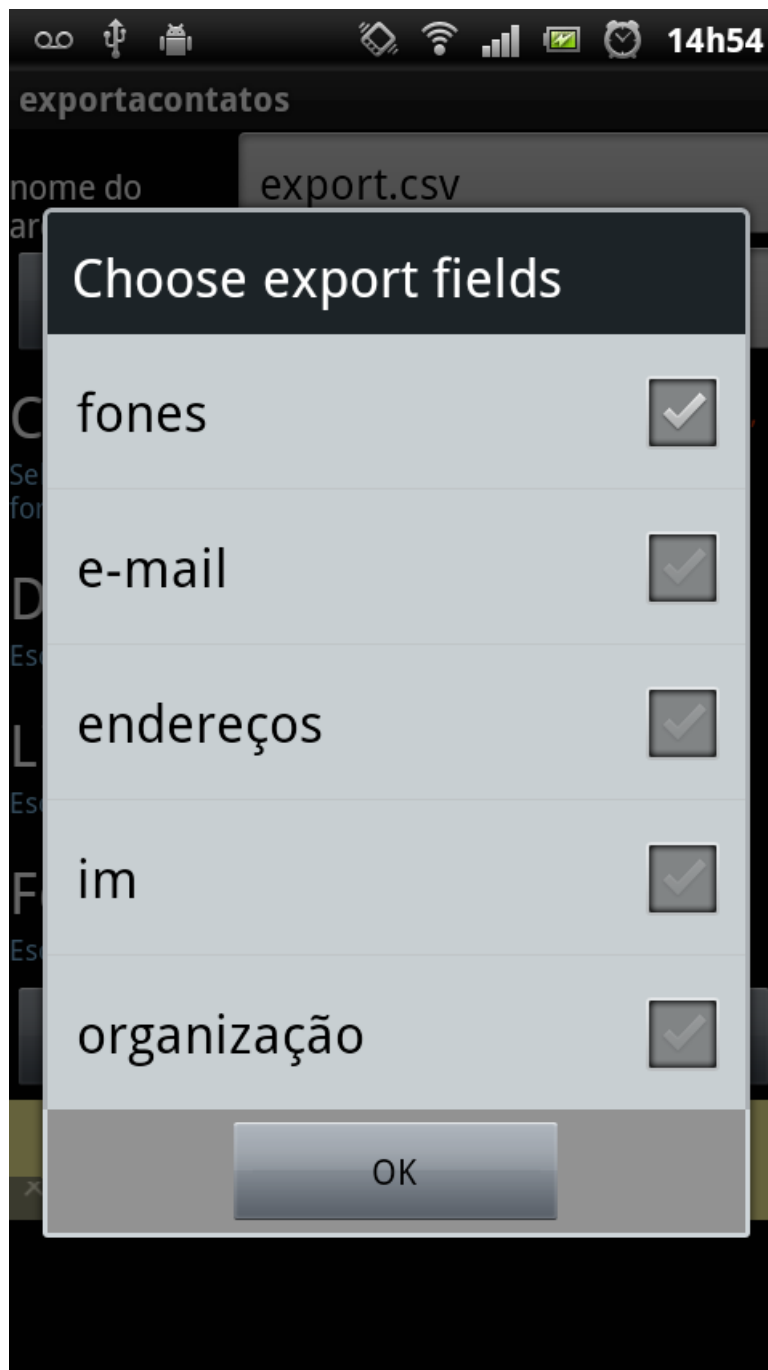 14h54
exportacontatos
nome do
export.csv
Choose export fields
fones
e-mail
endereços
im
organização
OK